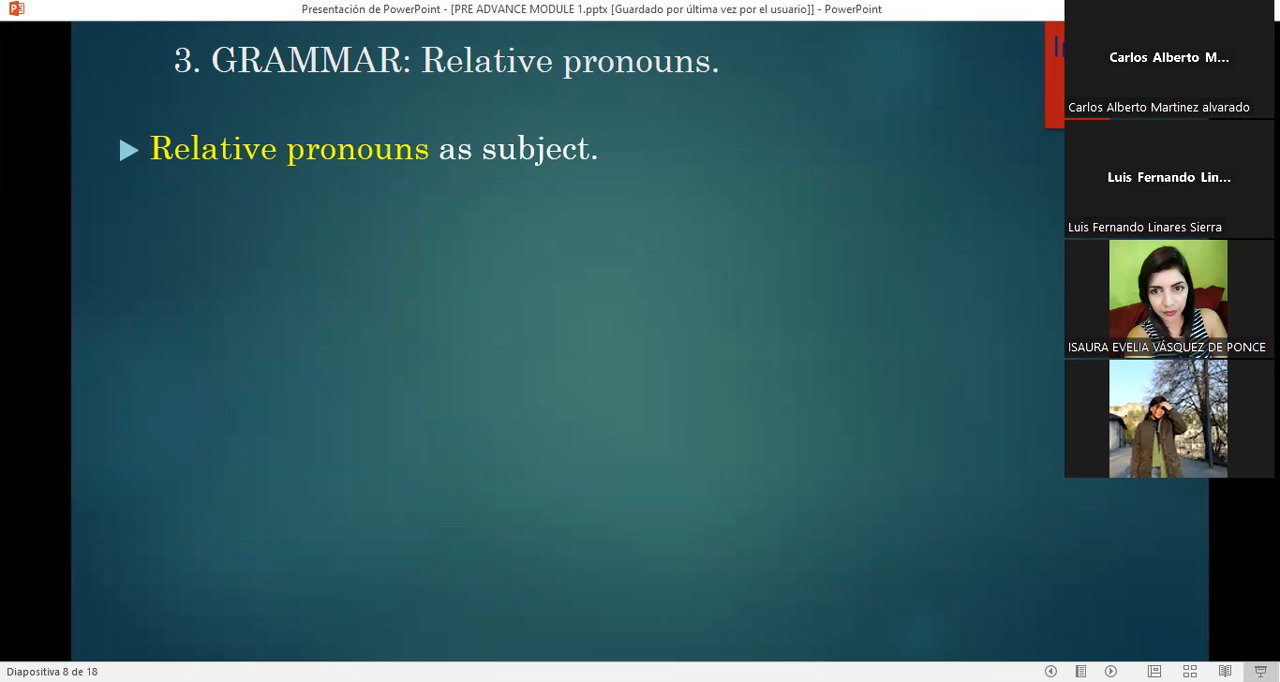 Presentación de PowerPoint - [PRE ADVANCE MODULE 1.pptx [Guardado por última vez por el usuario]] - PowerPoint
3. GRAMMAR: Relative pronouns.
Relative pronouns as subject.
Carlos Alberto M...
Carlos Alberto Martinez alvarado
Luis Fernando Lin...
Luis Fernando Linares Sierra
ISAURA EVELIA VÁSQUEZ DE PONCE
Diapositiva 8 de 18